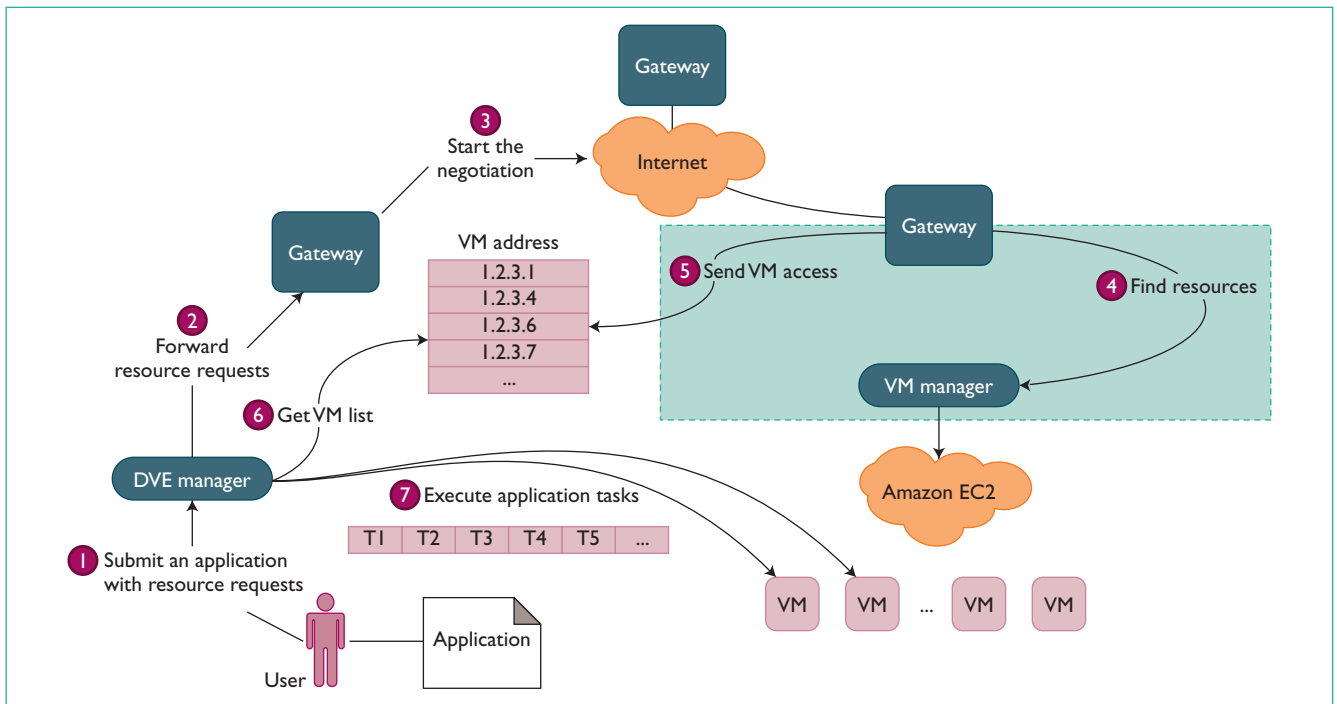 Gateway
3
Start the
negotiation
Internet
Gateway
Gateway
VM address
1.2.3.1
1.2.3.4
1.2.3.6
1.2.3.7
...
5 Send VM access
4 Find resources
2
Forward
resource requests
VM manager
6 Get VM list
DVE manager
Amazon EC2
7 Execute application tasks
T1 T2 T3 T4 T5 ...
1 Submit an application
with resource requests
VM VM ... VM VM
Application
User